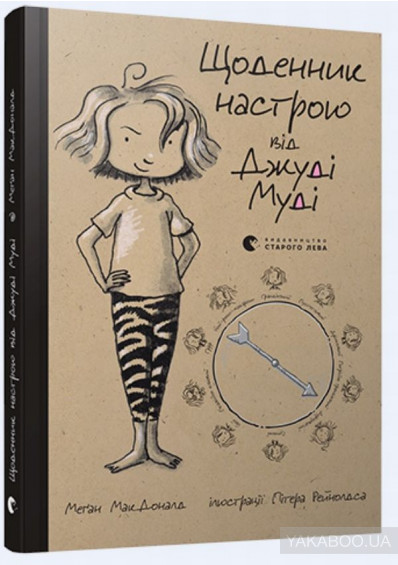 Щоденник
настрою
від
Джуді
Муді
ВИДАВНИЦТВО
СТАРОГО ЛЕВА
Меґан МакДоналд ілюстрації Пітера Рейнолдса
Щоденник настрою від Джуді Муді Меґан МакДоналд
YAKABOO.UA